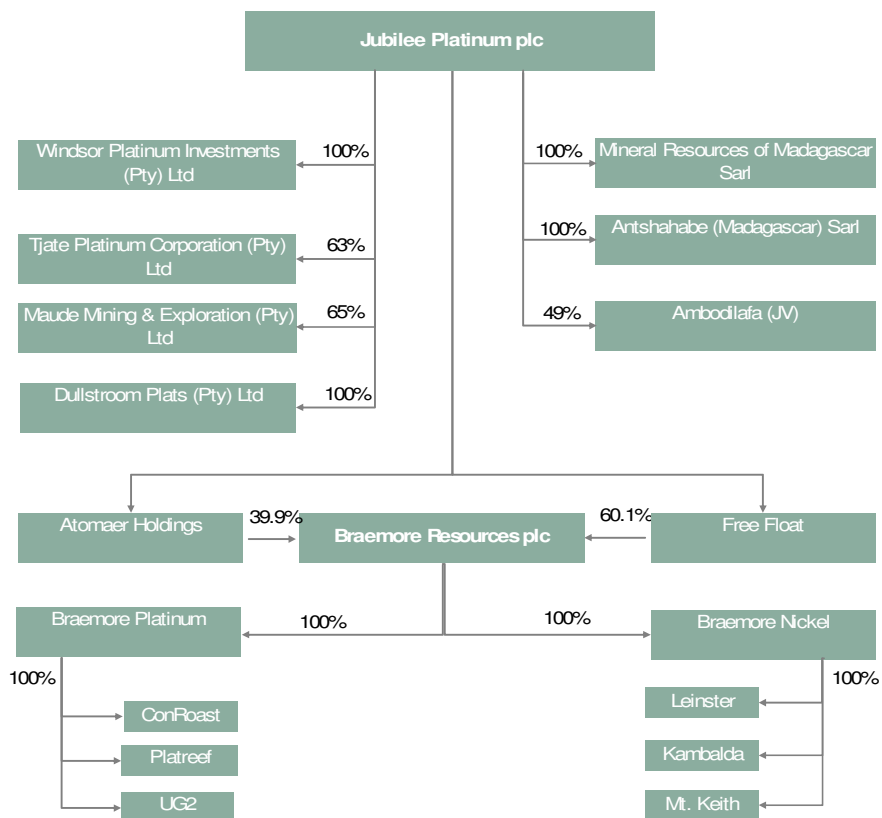 Jubilee Platinum plc
Windsor Platinum Investments
(Pty) Ltd
100%
100%
Mineral Resources of Madagascar
Sarl
Tjate Platinum Corporation (Pty)
Ltd
63%
100%
Antshahabe (Madagascar) Sarl
Maude Mining & Exploration (Pty)
Ltd
65%
49%
Ambodilafa (JV)
Dullstroom Plats (Pty) Ltd
100%
Atomaer Holdings
39.9%
Braemore Resources plc
60.1%
Free Float
Braemore Platinum
100%
100%
Braemore Nickel
100%
100%
ConRoast
Platreef
UG2
Leinster
Kambalda
Mt. Keith